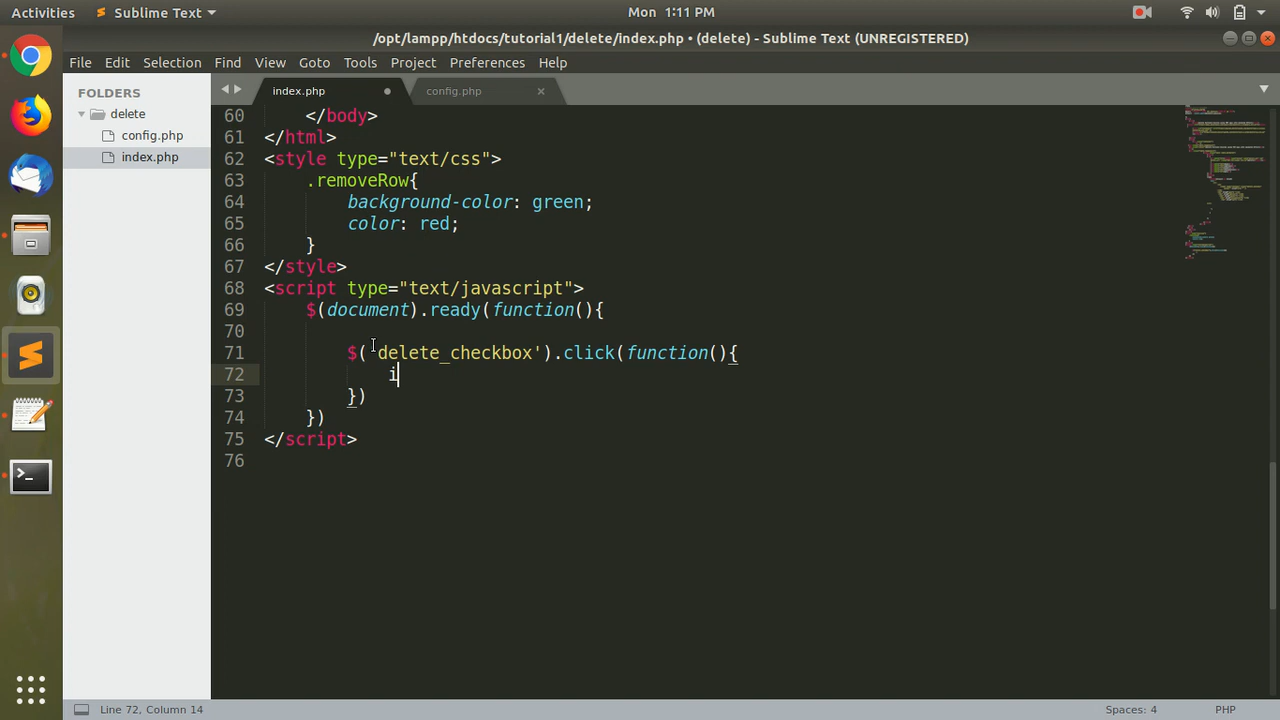 Activities Sublime Text Mon 1:11 PM
/opt/lampp/htdocs/tutorial1/delete/index.php • (delete) - Sublime Text (UNREGISTERED)
File Edit Selection Find View Goto Tools Project Preferences Help
FOLDERS
delete
config.php
index.php
index.php config.php
60 </body>
61 </html>
62 <style type="text/css">
63 .removeRow{
64 background-color: green;
65 color: red;
66 }
67 </style>
68 <script type="text/javascript">
69 $(document).ready(function(){
70
71 $('delete_checkbox').click(function(){
72 i
73 })
74 })
75 </script>
76
Line 72, Column 14 Spaces: 4 PHP